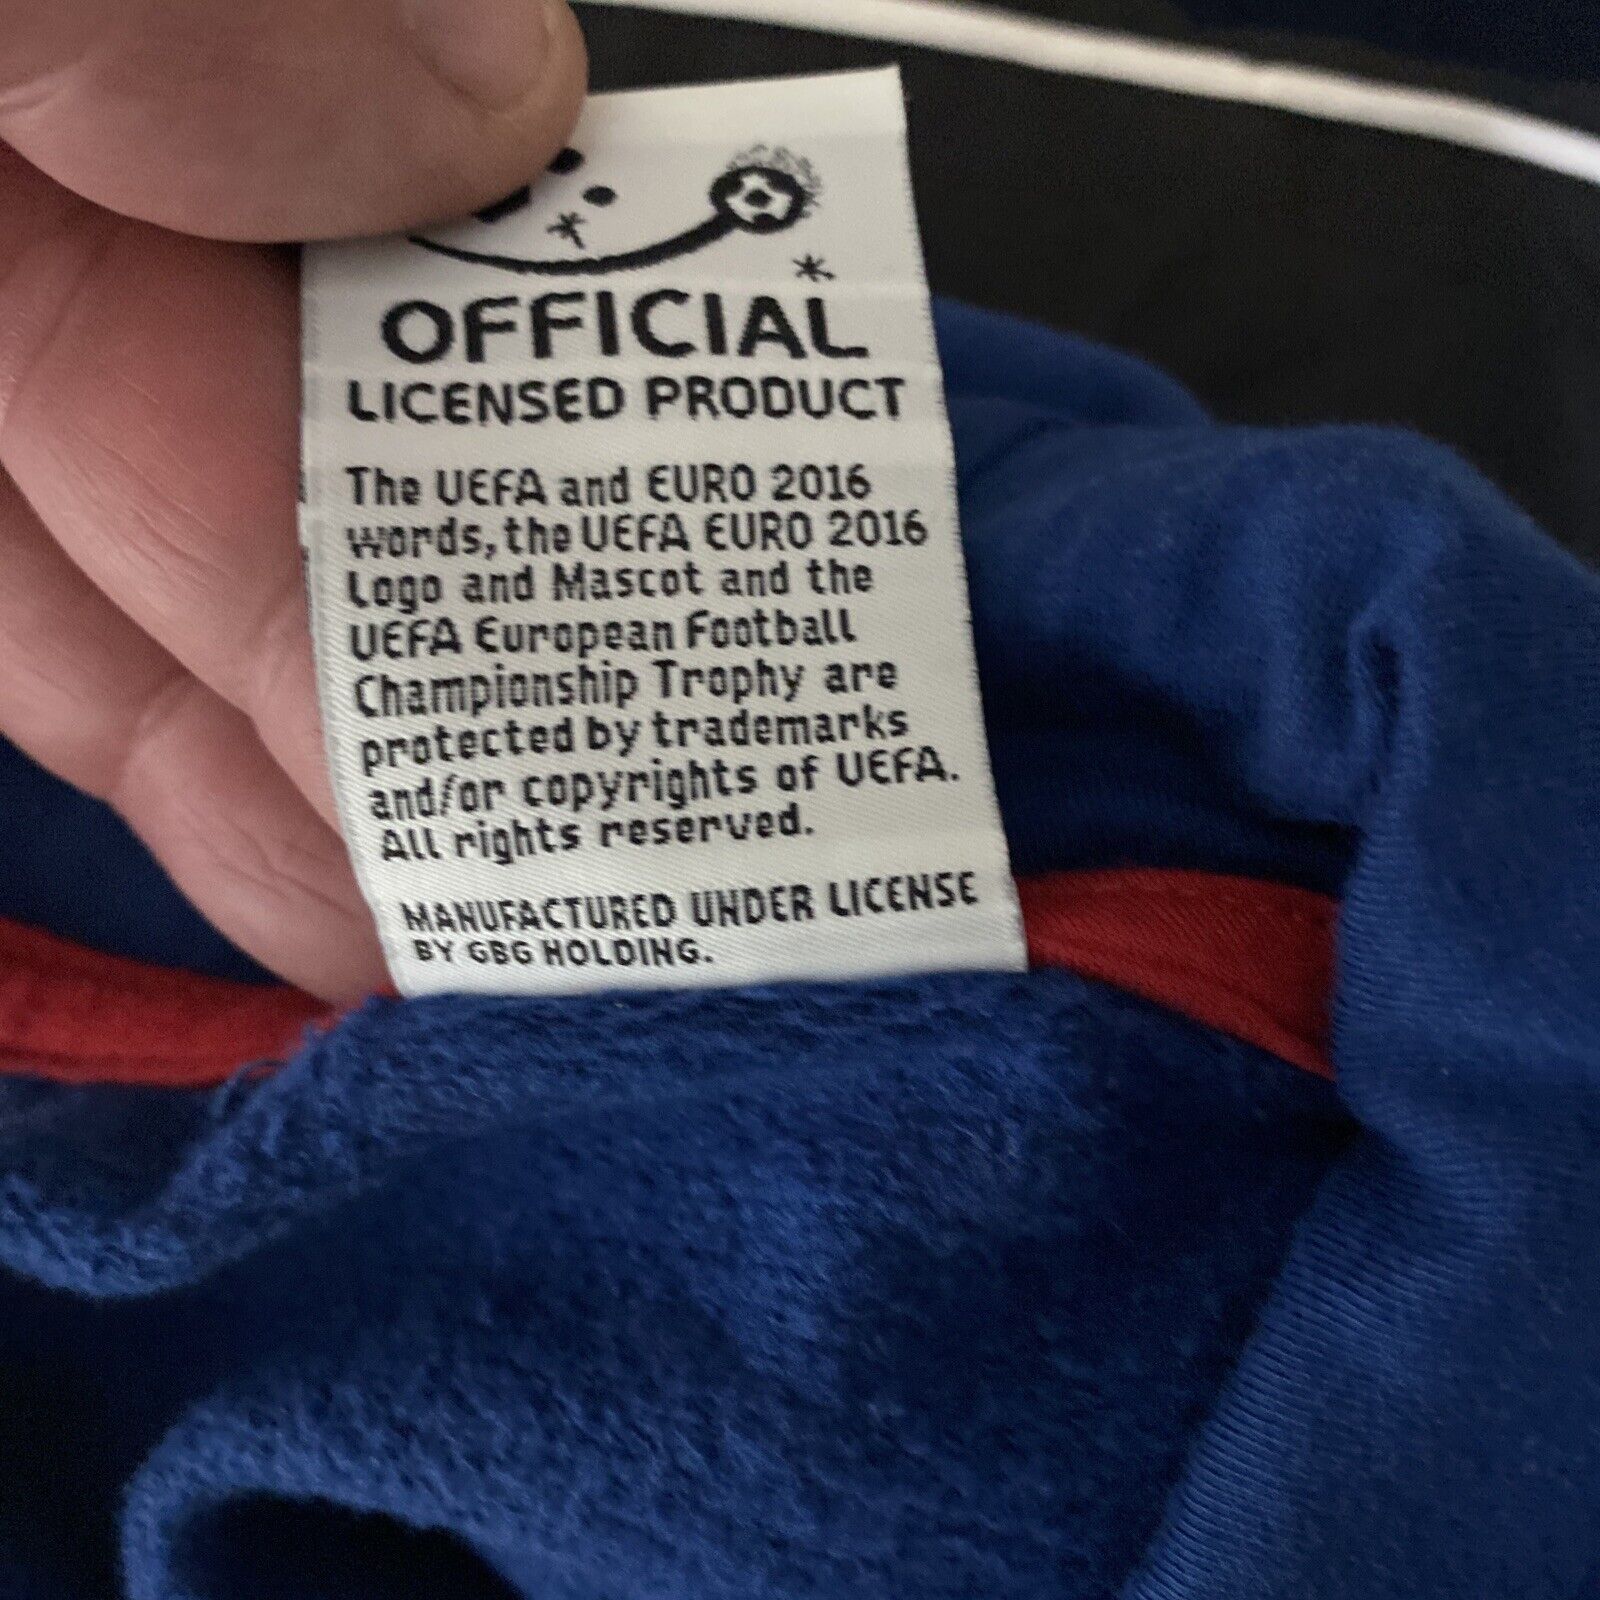 OFFICIAL
LICENSED PRODUCT
The UEFA and EURO 2016
words, the UEFA EURO 2016
Logo and Mascot and the
UEFA European Football
Championship Trophy are
protected by trademarks
and/or copyrights of UEFA.
All rights reserved.
MANUFACTURED UNDER LICENSE
BY GBG HOLDING.